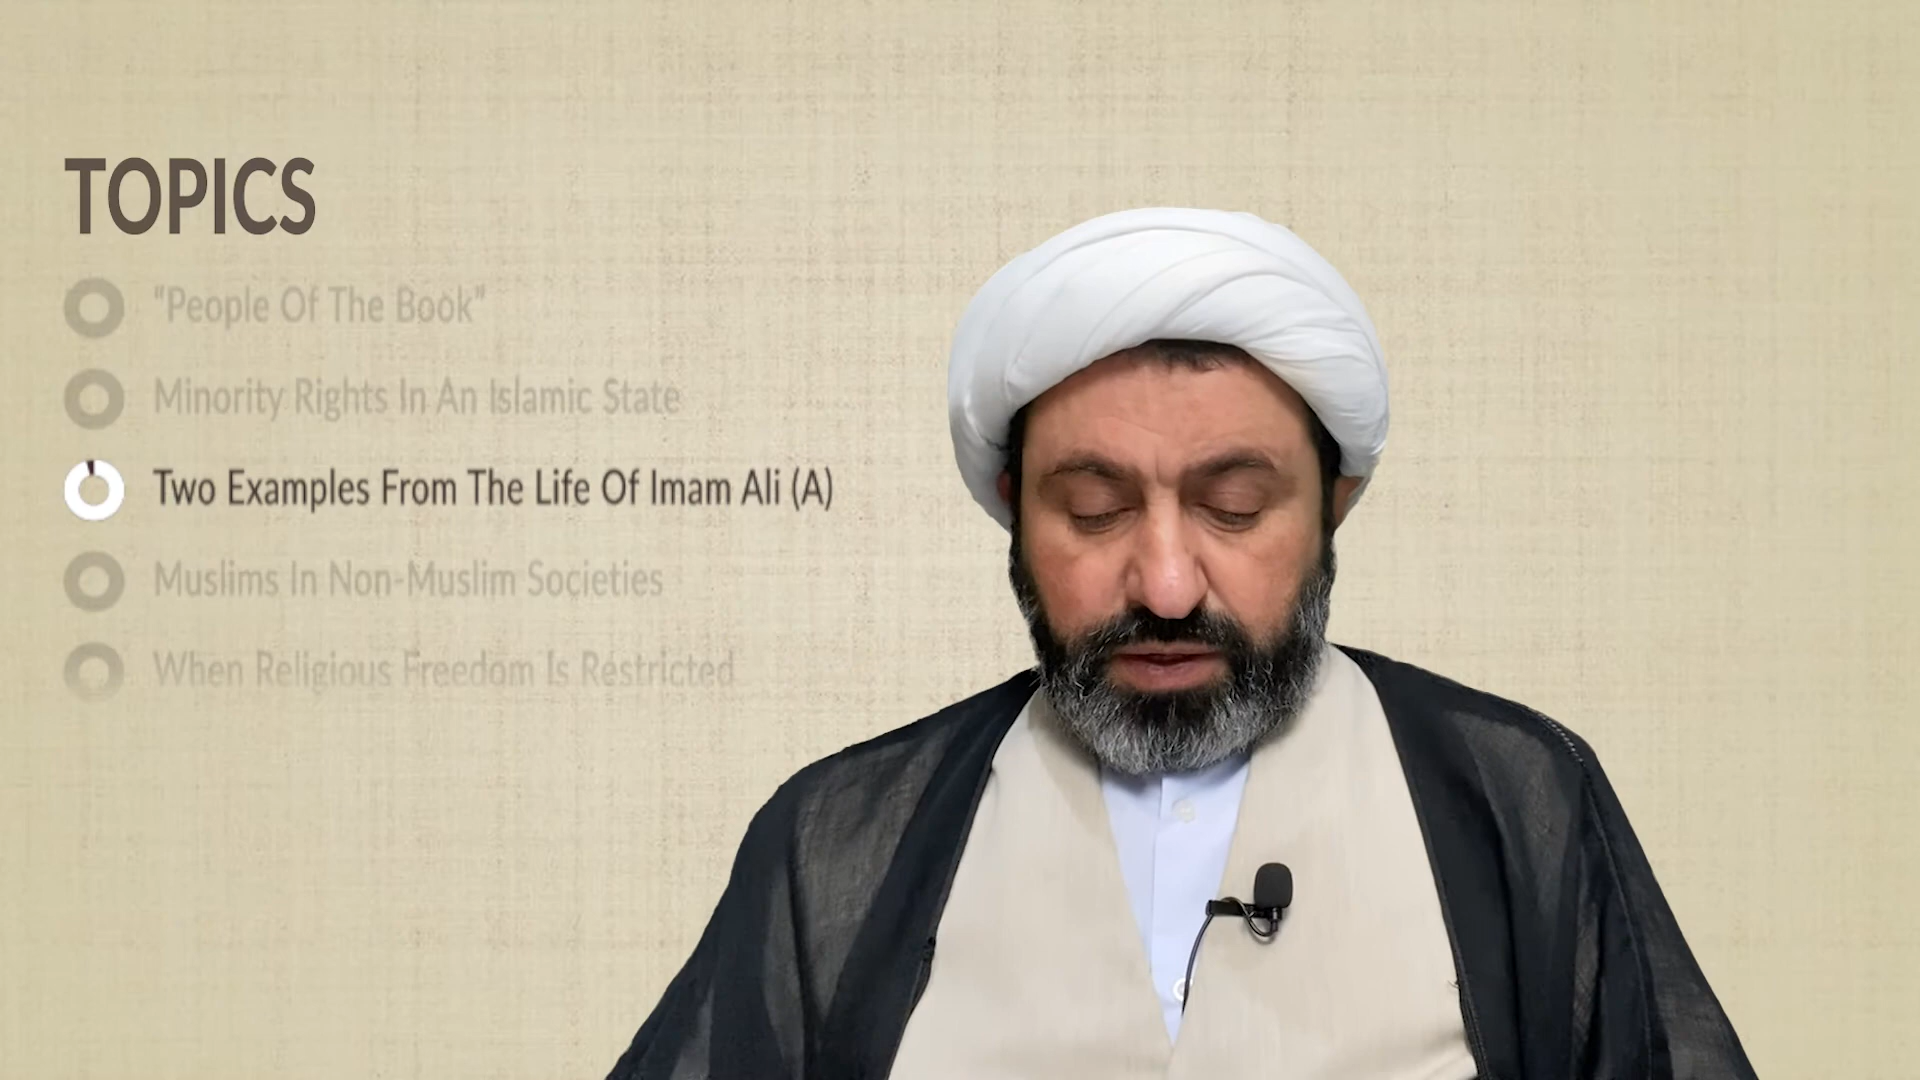 TOPICS
"People Of The Book"
Minority Rights In An Islamic State
Two Examples From The Life Of Imam Ali (A)
Muslims In Non-Muslim Societies
When Religious Freedom Is Restricted